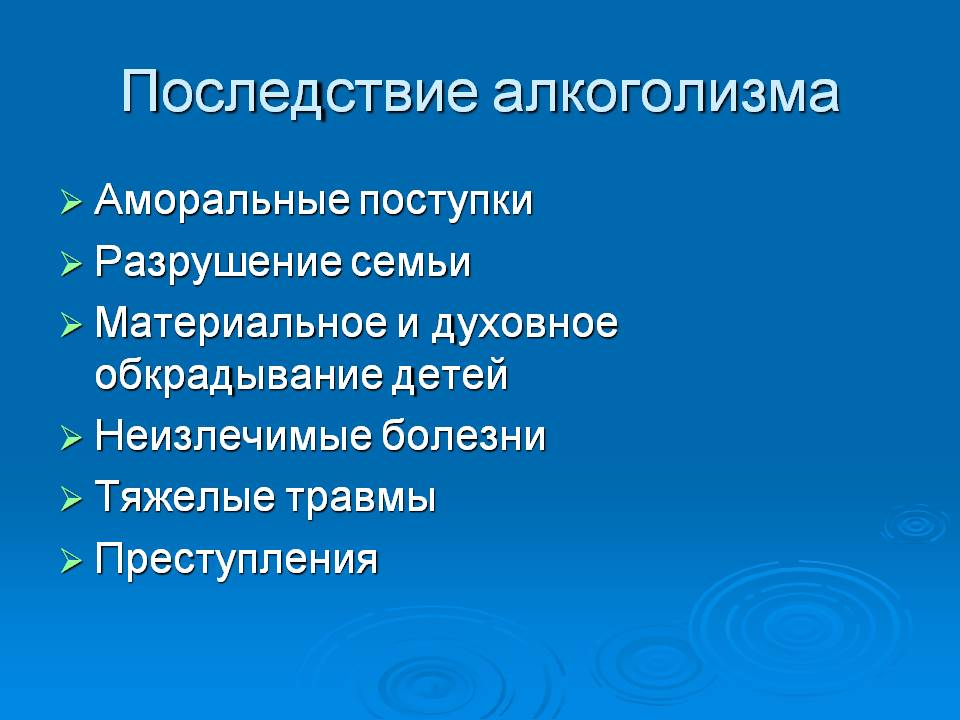 Последствие алкоголизма
Аморальные поступки
Разрушение семьи
Материальное и духовное
обкрадывание детей
Неизлечимые болезни
Тяжелые травмы
Преступления